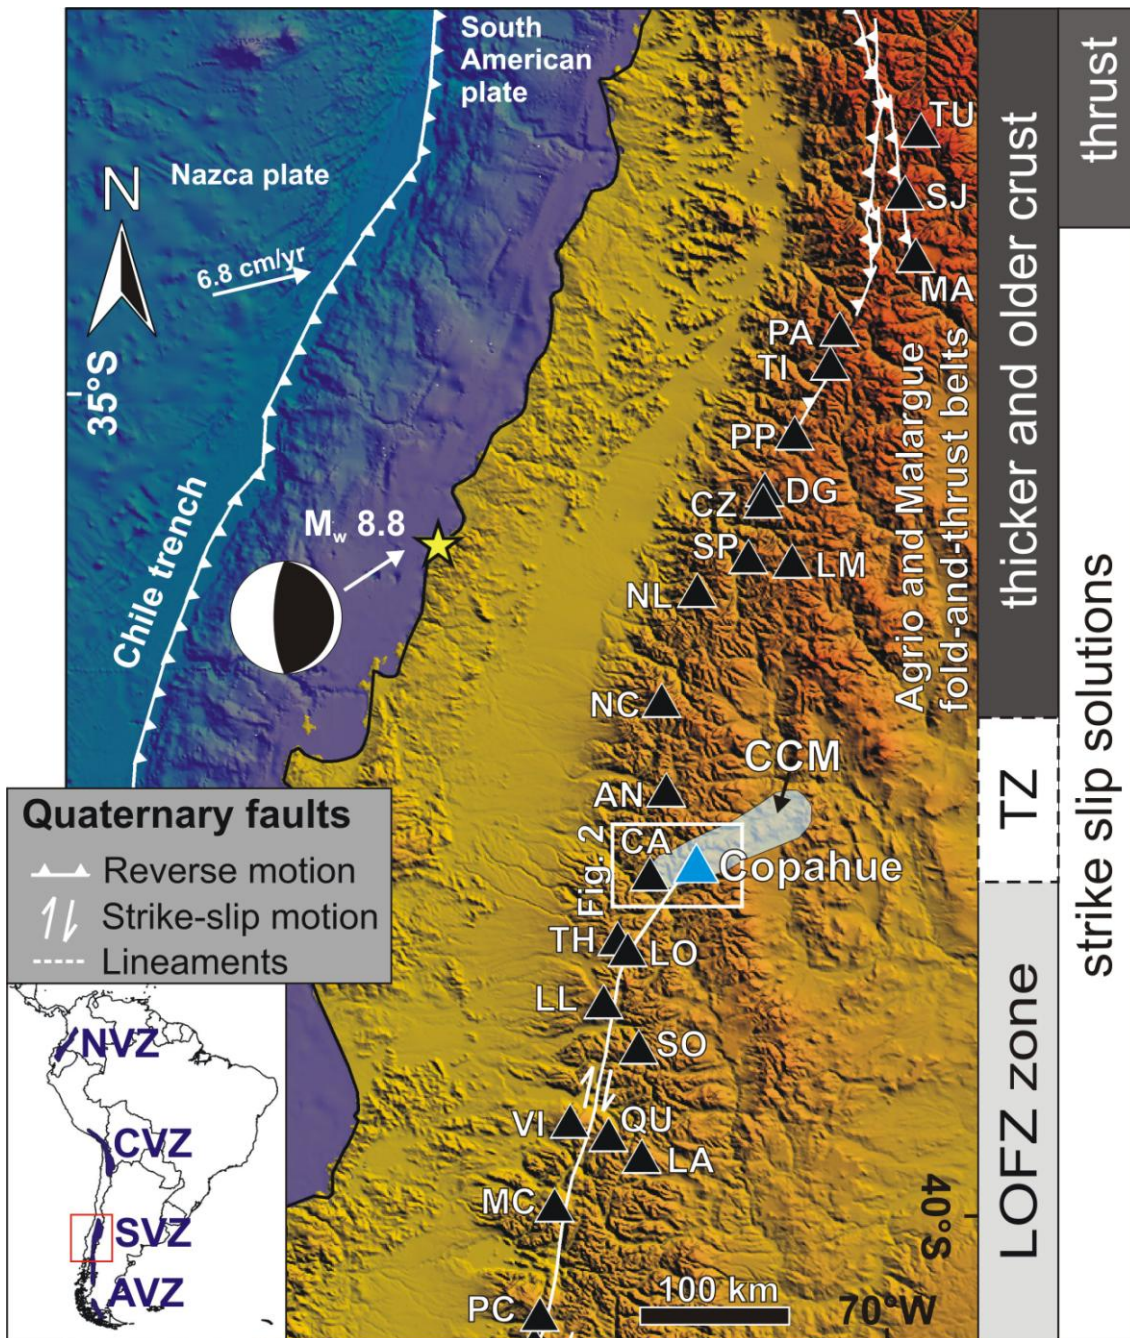 South
American
plate
Nazca plate
N
6.8 cm/yr
35°S
Chile trench
Mw 8.8
TU
SJ
MA
PA
TI
PP
DG
CZ
SP
LM
NL
NC
AN
CCM
CA
Copahue
Fig. 2
TH
LO
LL
SO
VI
QU
LA
MC
PC
Agrio and Malargue
fold-and-thrust belts
40°S
100 km
70°W
thicker and older crust
TZ
LOFZ zone
thrust
strike slip solutions
Quaternary faults
Reverse motion
Strike-slip motion
Lineaments
NVZ
CVZ
SVZ
AVZ